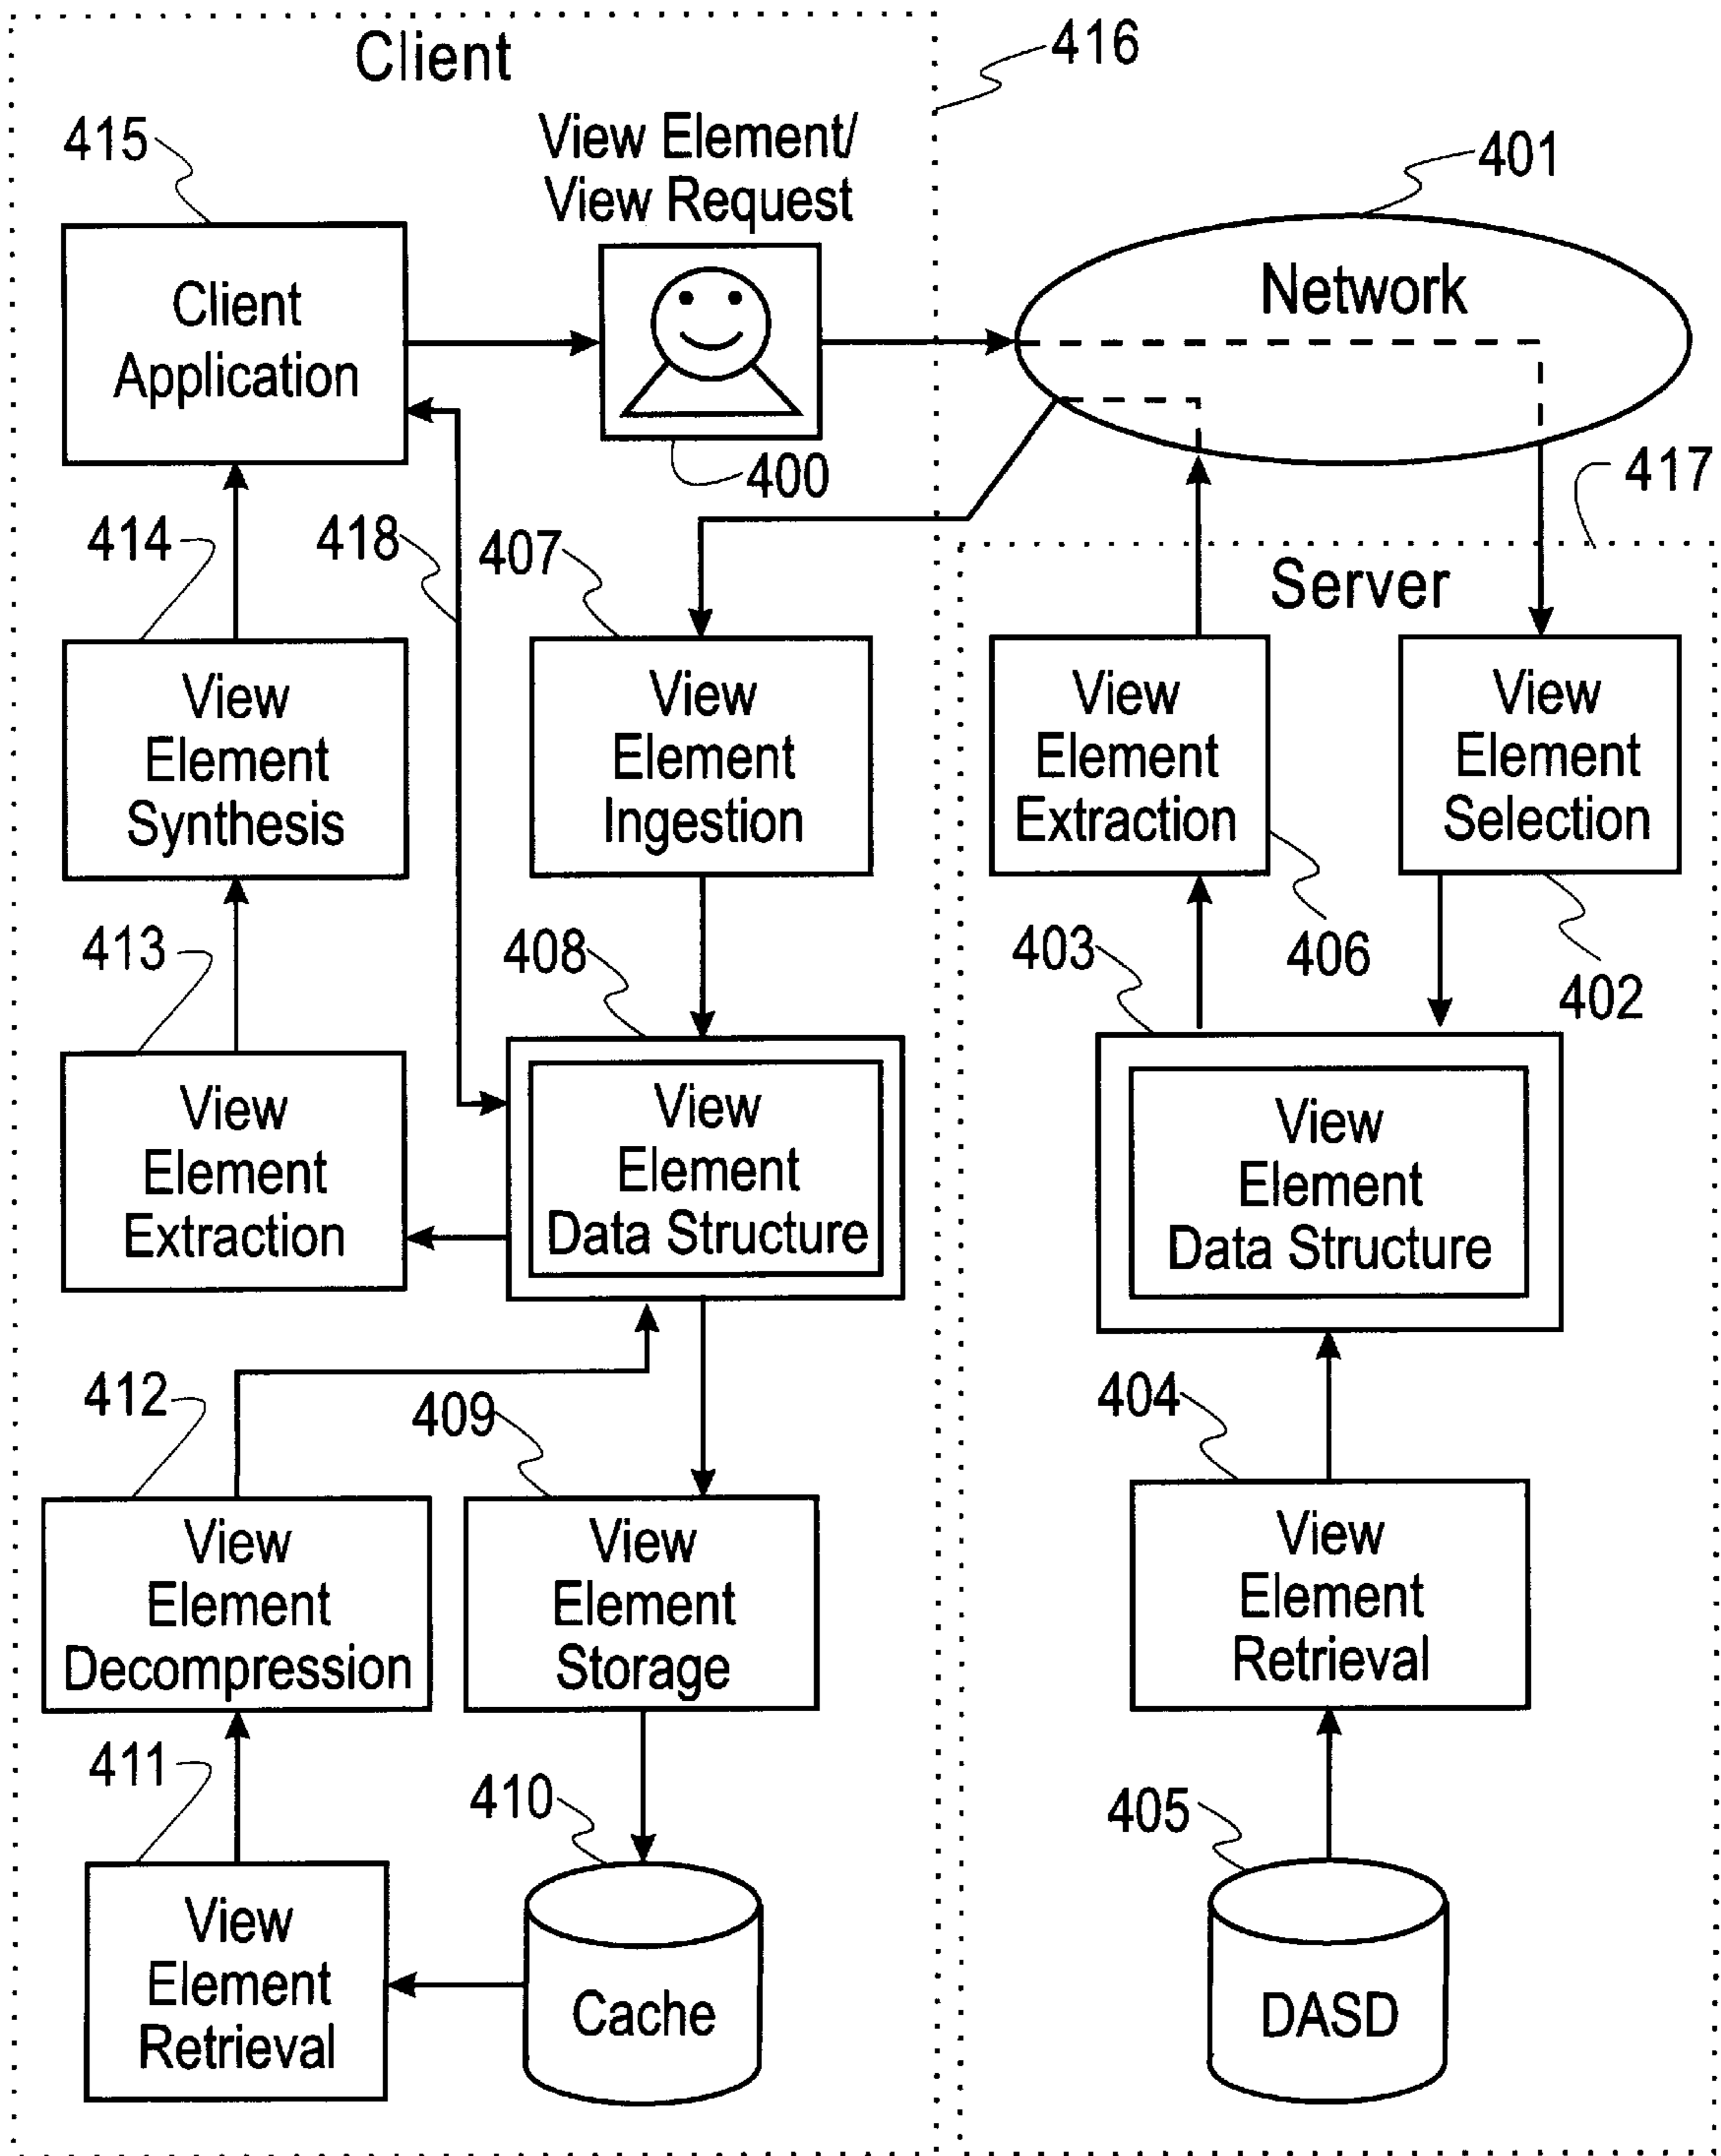 Client
416
415
View Element/
View Request
401
Client
Application
Network
400
417
414
418
407
Server
View
Element
Synthesis
View
Element
Ingestion
View
Element
Extraction
View
Element
Selection
413
408
403
406
402
View
Element
Extraction
View
Element
Data Structure
View
Element
Data Structure
412
409
404
View
Element
Decompression
View
Element
Storage
View
Element
Retrieval
411
410
405
View
Element
Retrieval
Cache
DASD